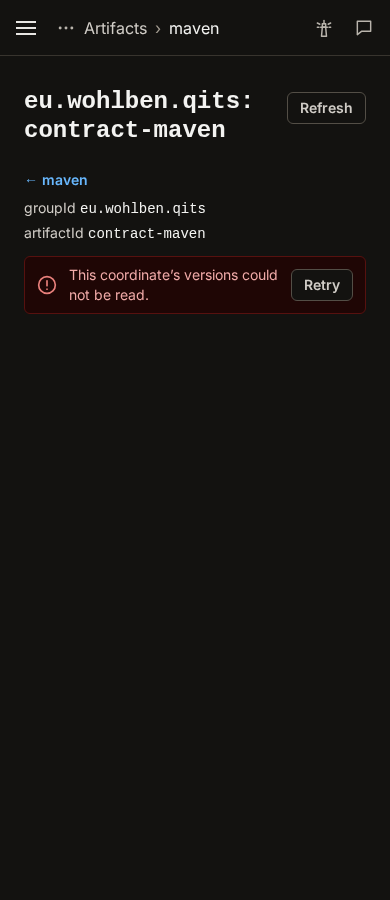 ··· Artifacts › maven
eu.wohlben.qits:
contract-maven
Refresh
← maven
groupId eu.wohlben.qits
artifactId contract-maven
This coordinate’s versions could
not be read.
Retry